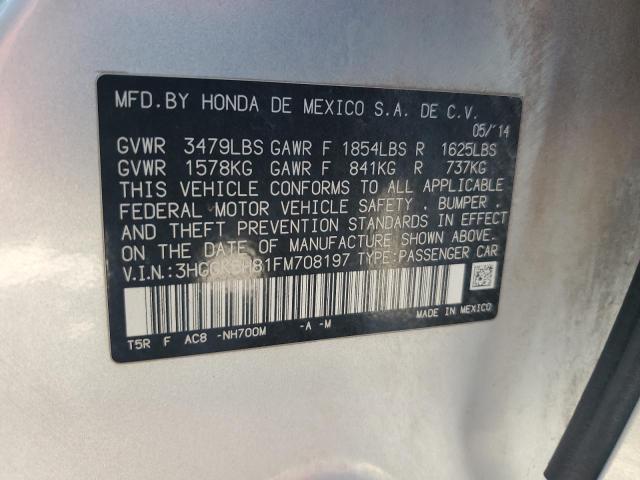 MFD.BY HONDA DE MEXICO S.A. DE C.V.
05/'14
GVWR 3479LBS GAWR F 1854LBS R 1625LBS
GVWR 1578KG GAWR F 841KG R 737KG
THIS VEHICLE CONFORMS TO ALL APPLICABLE
FEDERAL MOTOR VEHICLE SAFETY . BUMPER .
AND THEFT PREVENTION STANDARDS IN EFFECT
ON THE DATE OF MANUFACTURE SHOWN ABOVE.
V.I.N.:3HGGK5H81FM708197 TYPE:PASSENGER CAR
MADE IN MEXICO
T5R F AC8 -NH700M -A -M